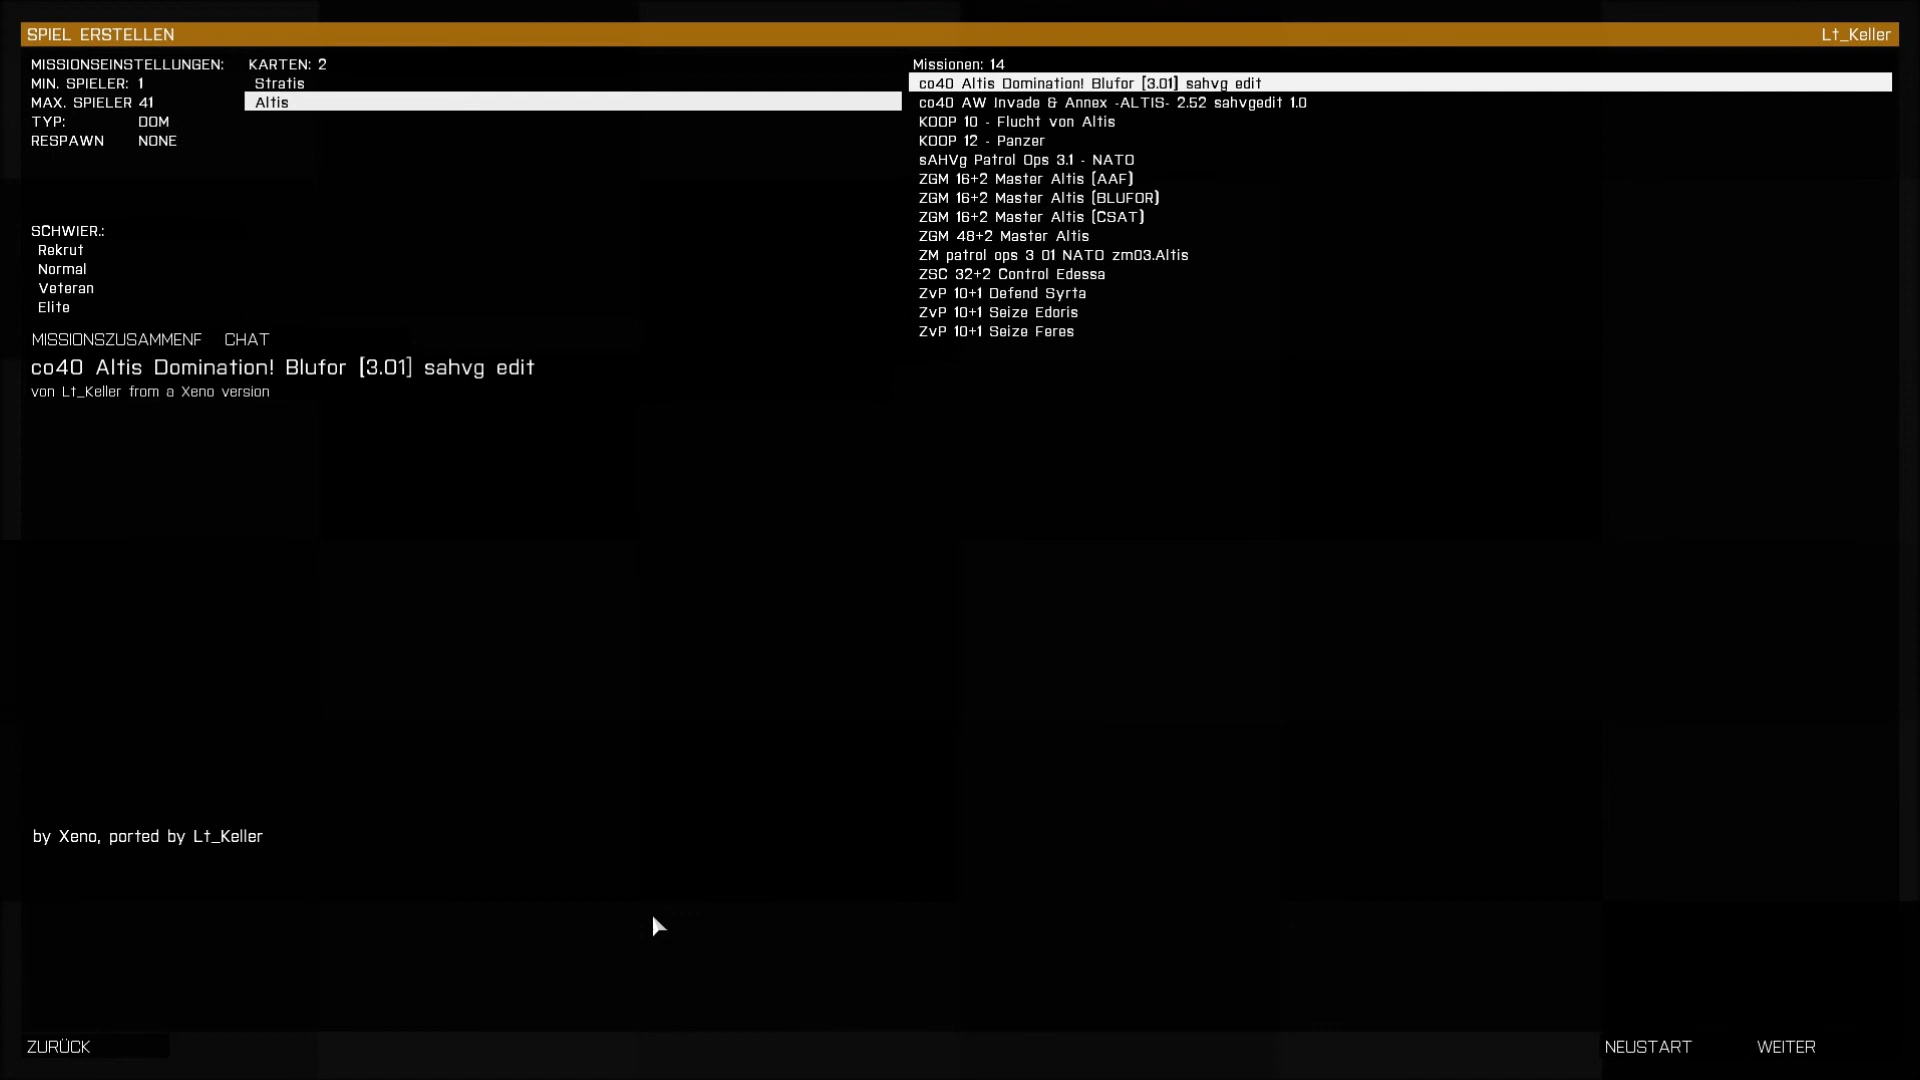 SPIEL ERSTELLEN
Lt_Keller
MISSIONSEINSTELLUNGEN:
MIN. SPIELER: 1
MAX. SPIELER 41
TYP: DOM
RESPAWN NONE
KARTEN: 2
Stratis
Altis
Missionen: 14
co40 Altis Domination! Blufor [3.01] sahvg edit
co40 AW Invade & Annex -ALTIS- 2.52 sahvgedit 1.0
KOOP 10 - Flucht von Altis
KOOP 12 - Panzer
sAHVg Patrol Ops 3.1 - NATO
ZGM 16+2 Master Altis (AAF)
ZGM 16+2 Master Altis (BLUFOR)
ZGM 16+2 Master Altis (CSAT)
ZGM 48+2 Master Altis
ZM patrol ops 3 01 NATO zm03.Altis
ZSC 32+2 Control Edessa
ZvP 10+1 Defend Syrta
ZvP 10+1 Seize Edoris
ZvP 10+1 Seize Feres
SCHWIER.:
Rekrut
Normal
Veteran
Elite
MISSIONSZUSAMMENF CHAT
co40 Altis Domination! Blufor [3.01] sahvg edit
von Lt_Keller from a Xeno version
by Xeno, ported by Lt_Keller
ZURÜCK
NEUSTART
WEITER